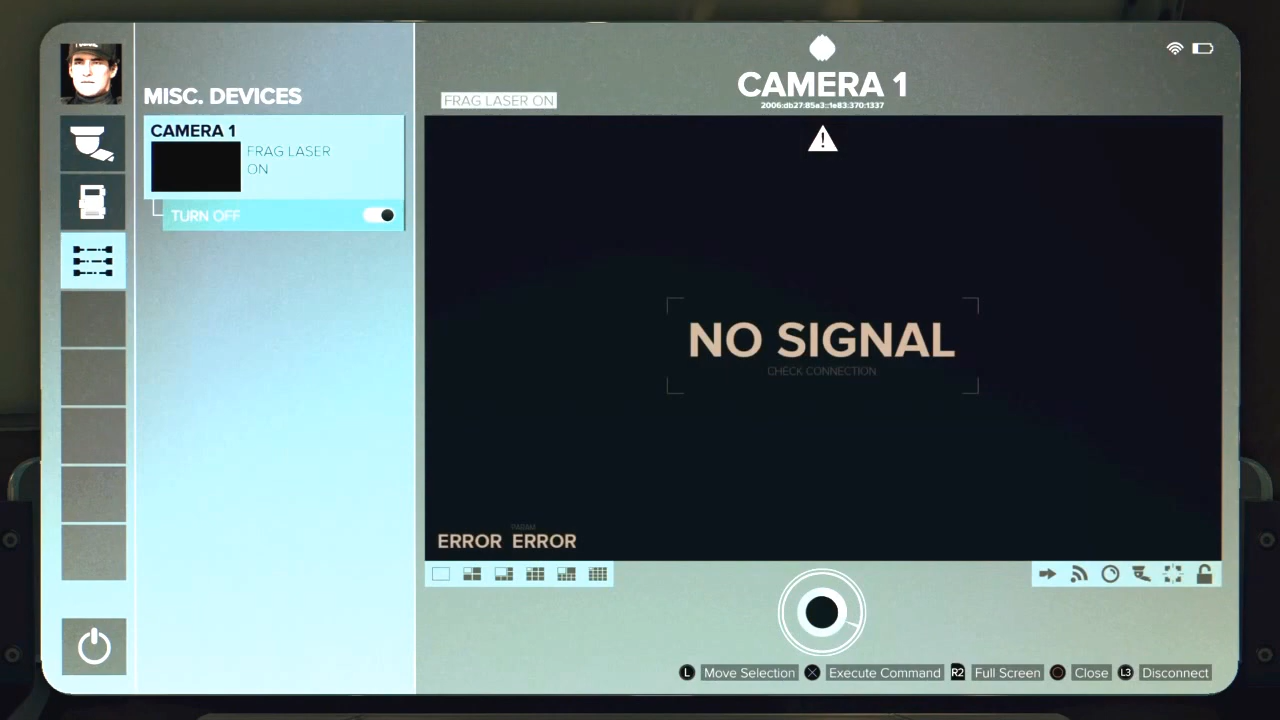 MISC. DEVICES
CAMERA 1
FRAG LASER
ON
TURN OFF
FRAG LASER ON
CAMERA 1
2006:db27:85a3::1e83:370:1337
NO SIGNAL
CHECK CONNECTION
PARAM
ERROR ERROR
L Move Selection Execute Command R2 Full Screen Close L3 Disconnect